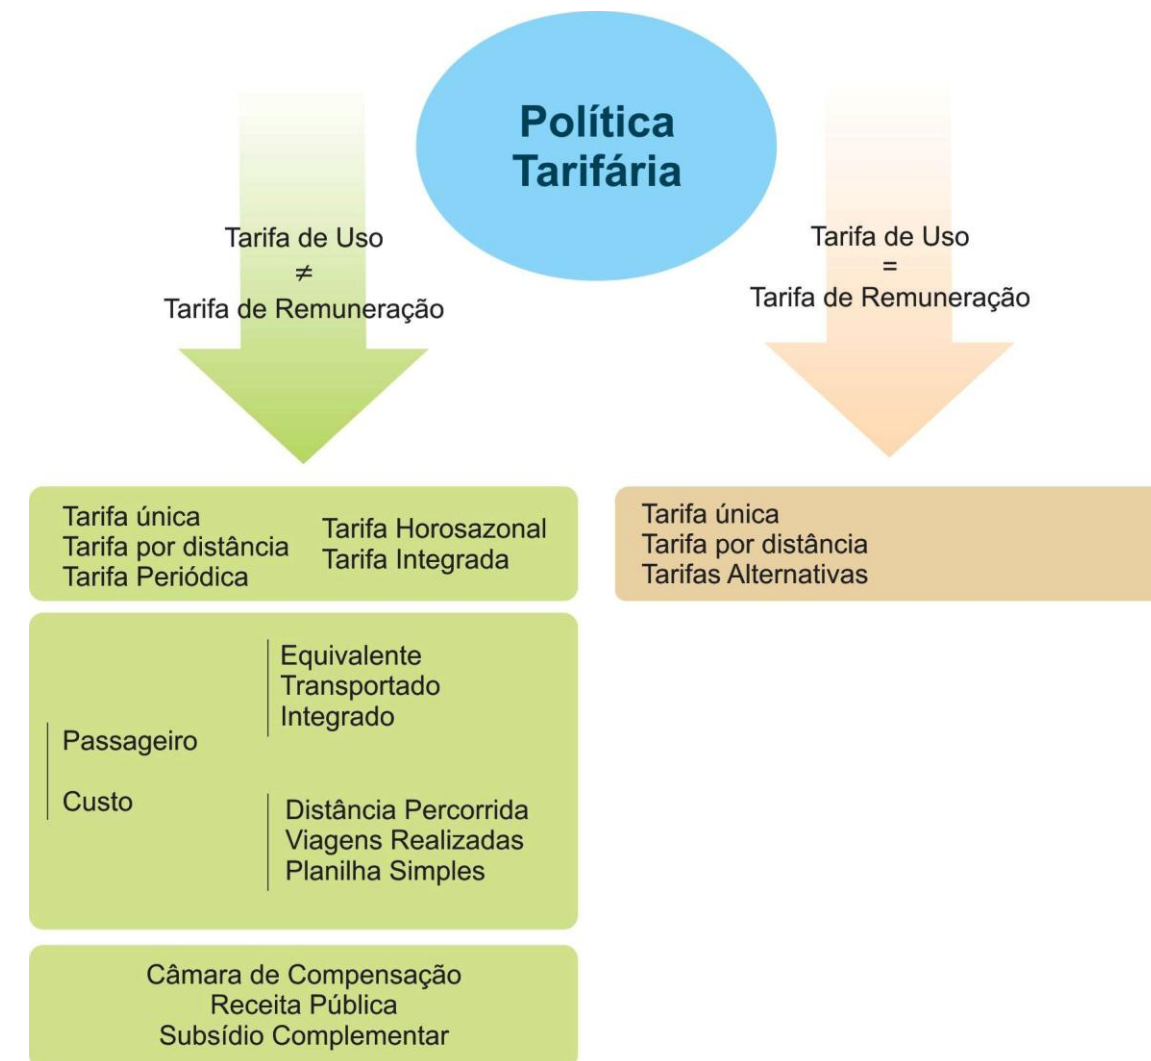 Política
Tarifária
Tarifa de Uso
≠
Tarifa de Remuneração
Tarifa de Uso
=
Tarifa de Remuneração
Tarifa única
Tarifa por distância
Tarifa Periódica
Tarifa Horosazonal
Tarifa Integrada
Tarifa única
Tarifa por distância
Tarifas Alternativas
Passageiro
Equivalente
Transportado
Integrado
Custo
Distância Percorrida
Viagens Realizadas
Planilha Simples
Câmara de Compensação
Receita Pública
Subsídio Complementar